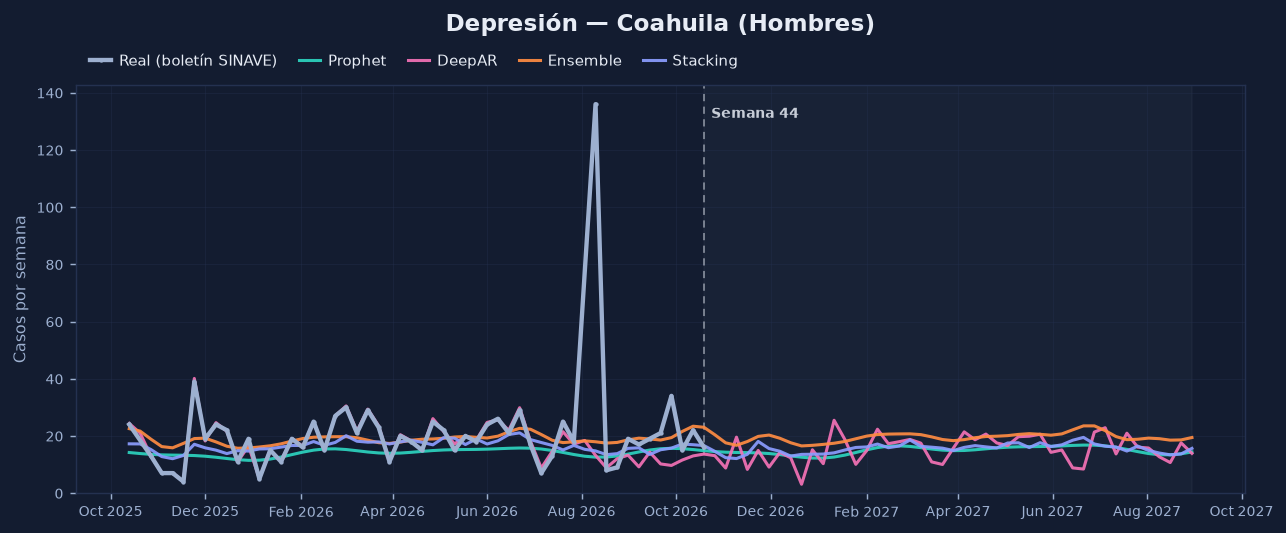 Depresión — Coahuila (Hombres)
Real (boletín SINAVE) Prophet DeepAR Ensemble Stacking
Semana 44
Casos por semana
140
120
100
80
60
40
20
0
Oct 2025 Dec 2025 Feb 2026 Apr 2026 Jun 2026 Aug 2026 Oct 2026 Dec 2026 Feb 2027 Apr 2027 Jun 2027 Aug 2027 Oct 2027